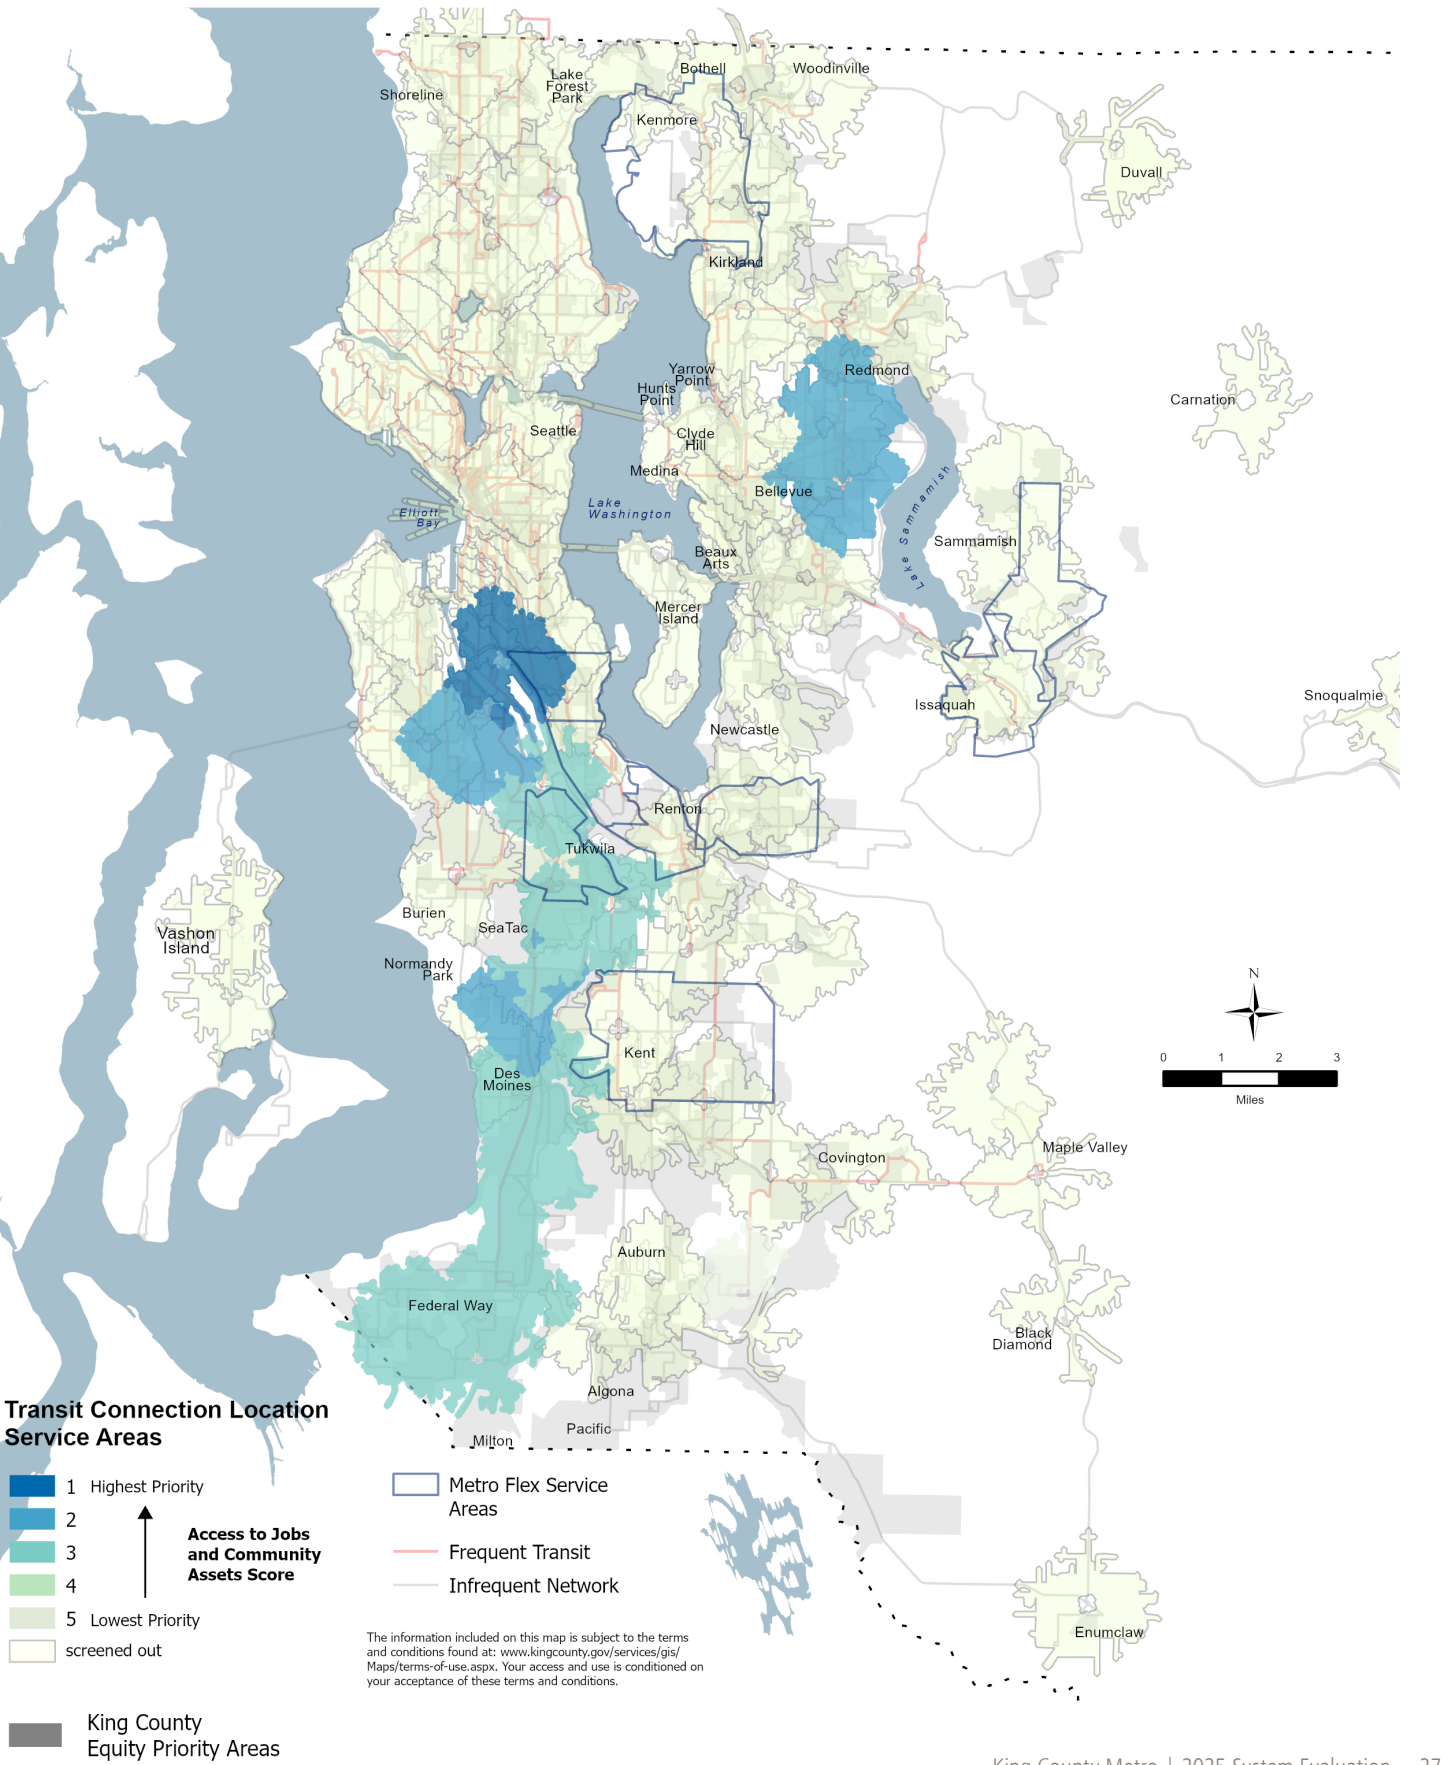 Bothell
Woodinville
Lake
Forest
Park
Shoreline
Kenmore
Duvall
Kirkland
Yarrow
Point
Redmond
Hunts
Point
Carnation
Seattle
Clyde
Hill
Medina
Bellevue
Lake
Washington
Elliott
Bay
Lake Sammamish
Sammamish
Beaux
Arts
Mercer
Island
Snoqualmie
Issaquah
Newcastle
Renton
Tukwila
Burien
SeaTac
Vashon
Island
Normandy
Park
N
Kent
0 1 2 3
Miles
Des
Moines
Maple Valley
Covington
Auburn
Federal Way
Black
Diamond
Algona
Pacific
Milton
Enumclaw
Transit Connection Location
Service Areas
1 Highest Priority
2
3
4
5 Lowest Priority
screened out
Access to Jobs
and Community
Assets Score
King County
Equity Priority Areas
Metro Flex Service
Areas
Frequent Transit
Infrequent Network
The information included on this map is subject to the terms
and conditions found at: www.kingcounty.gov/services/gis/
Maps/terms-of-use.aspx. Your access and use is conditioned on
your acceptance of these terms and conditions.
King County Metro | 2025 System Evaluation 27